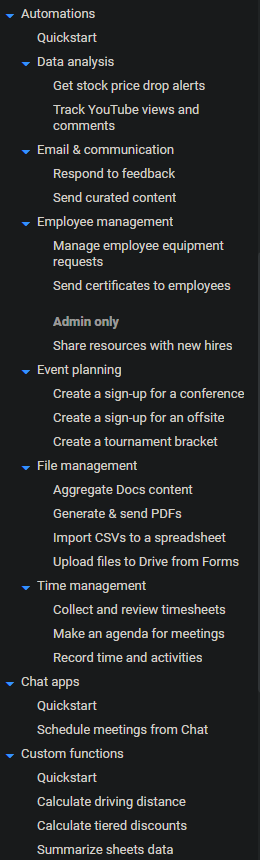 Automations
Quickstart
Data analysis
Get stock price drop alerts
Track YouTube views and
comments
Email & communication
Respond to feedback
Send curated content
Employee management
Manage employee equipment
requests
Send certificates to employees
Admin only
Share resources with new hires
Event planning
Create a sign-up for a conference
Create a sign-up for an offsite
Create a tournament bracket
File management
Aggregate Docs content
Generate & send PDFs
Import CSVs to a spreadsheet
Upload files to Drive from Forms
Time management
Collect and review timesheets
Make an agenda for meetings
Record time and activities
Chat apps
Quickstart
Schedule meetings from Chat
Custom functions
Quickstart
Calculate driving distance
Calculate tiered discounts
Summarize sheets data